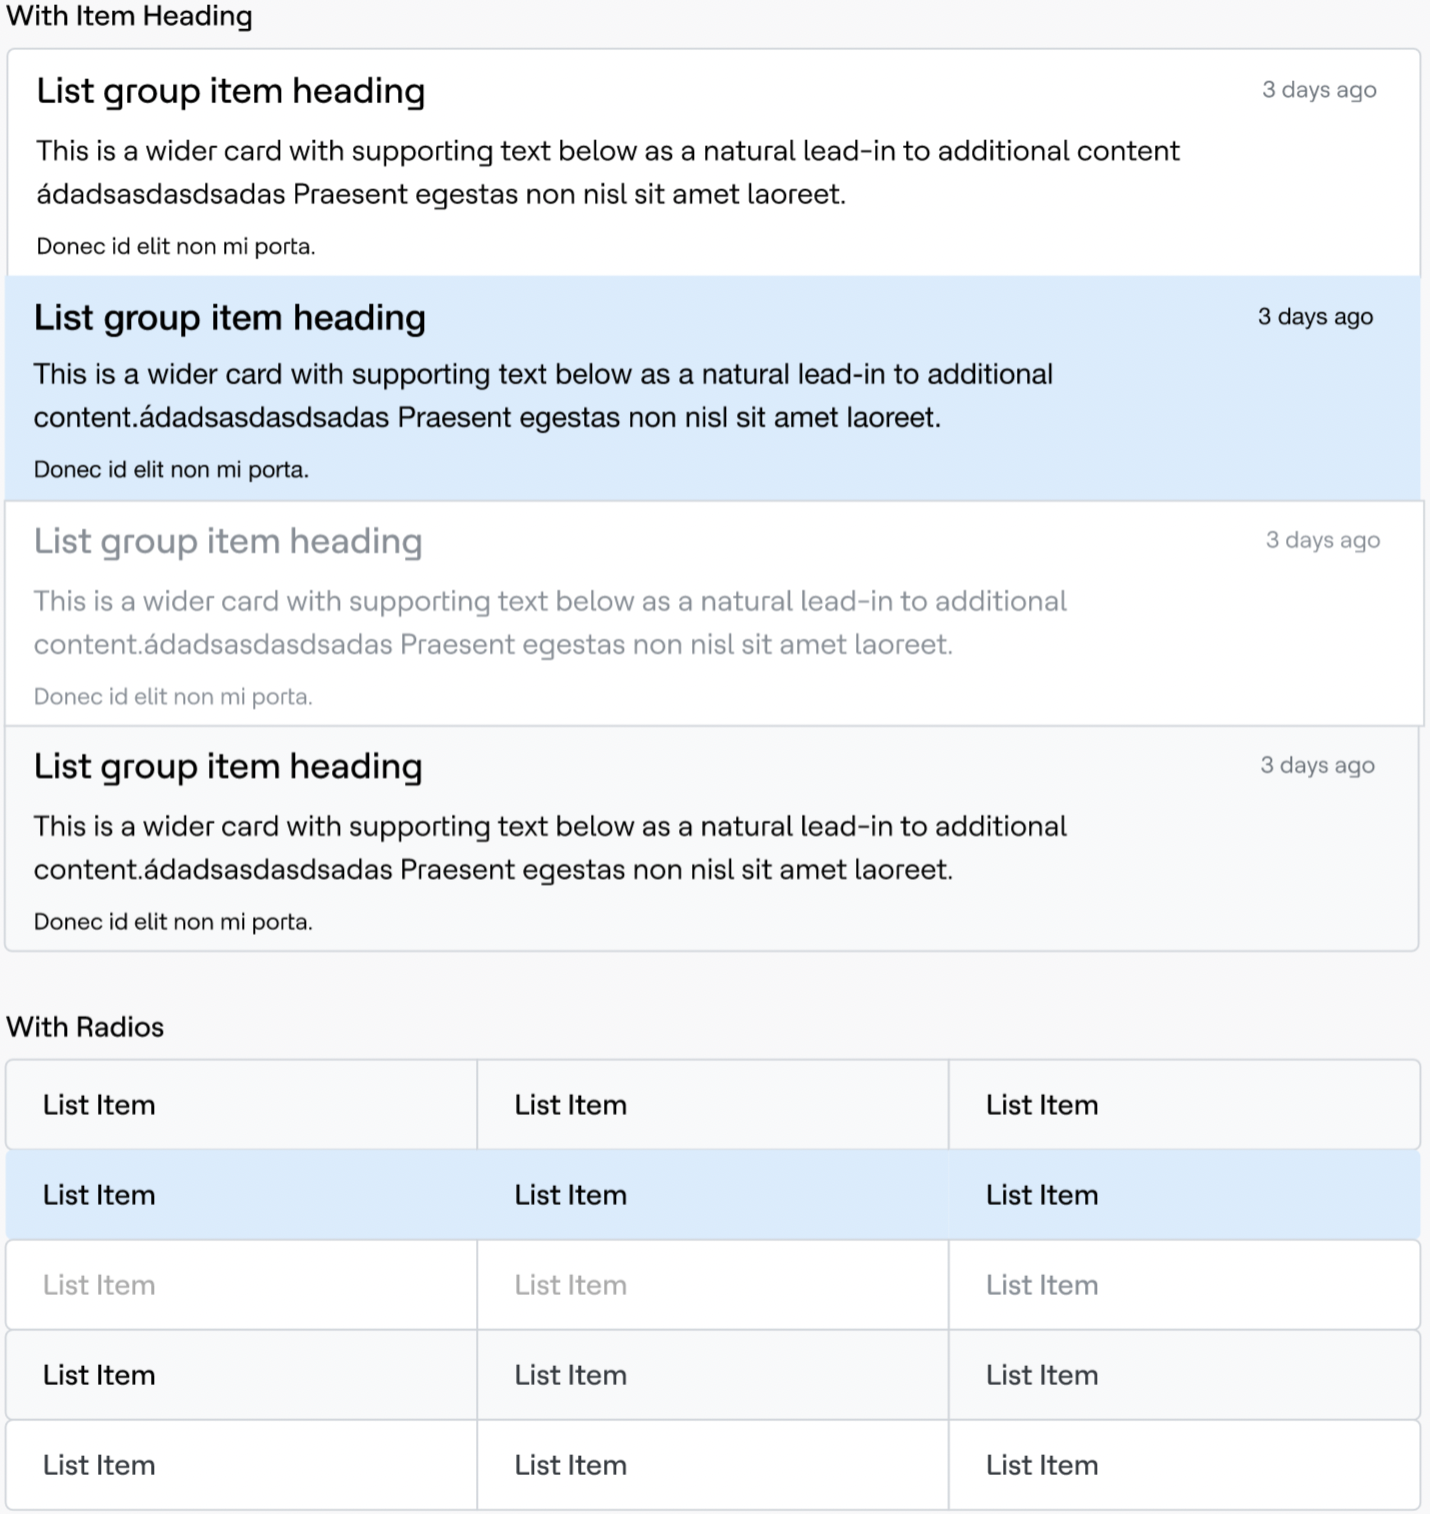 With Item Heading
List group item heading
3 days ago
This is a wider card with supporting text below as a natural lead-in to additional content
ádadsasdasdsadas Praesent egestas non nisl sit amet laoreet.
Donec id elit non mi porta.
List group item heading
3 days ago
This is a wider card with supporting text below as a natural lead-in to additional
content.ádadsasdasdsadas Praesent egestas non nisl sit amet laoreet.
Donec id elit non mi porta.
List group item heading
3 days ago
This is a wider card with supporting text below as a natural lead-in to additional
content.ádadsasdasdsadas Praesent egestas non nisl sit amet laoreet.
Donec id elit non mi porta.
List group item heading
3 days ago
This is a wider card with supporting text below as a natural lead-in to additional
content.ádadsasdasdsadas Praesent egestas non nisl sit amet laoreet.
Donec id elit non mi porta.
With Radios
List Item List Item List Item
List Item List Item List Item
List Item List Item List Item
List Item List Item List Item
List Item List Item List Item